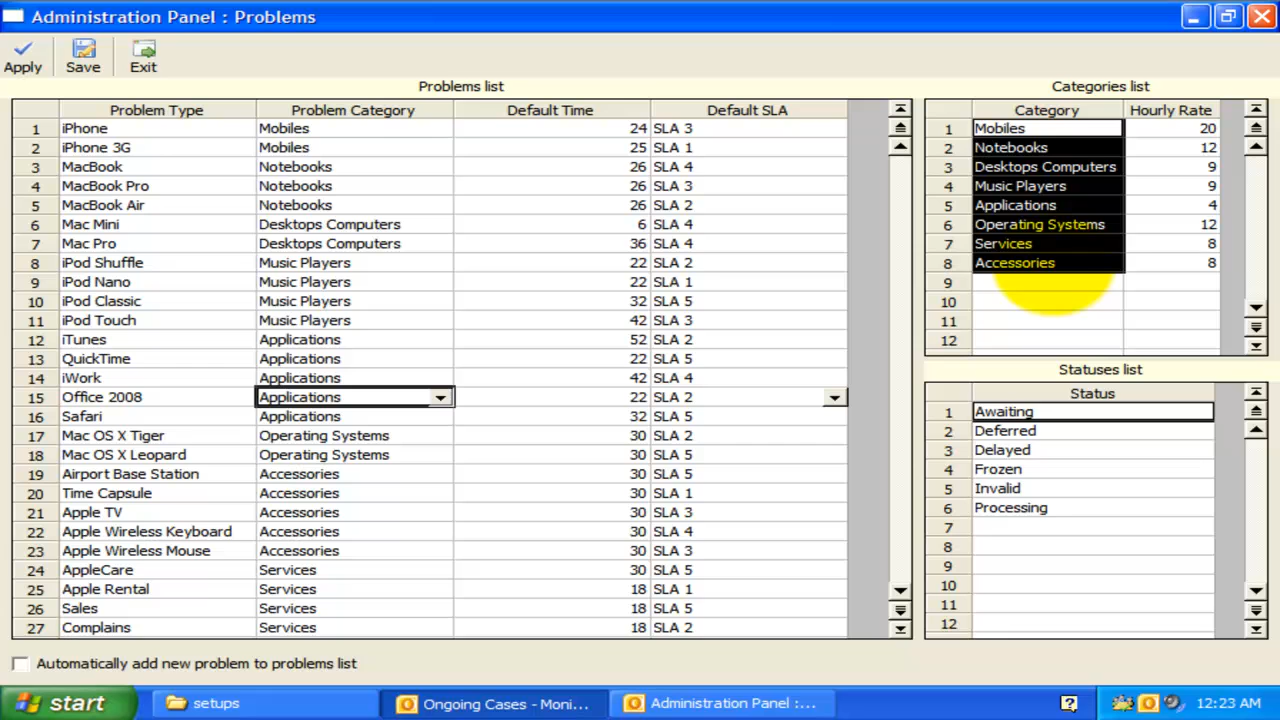 Administration Panel : Problems
Apply Save Exit
Problems list
Problem Type Problem Category Default Time Default SLA
1 iPhone Mobiles 24 SLA 3
2 iPhone 3G Mobiles 25 SLA 1
3 MacBook Notebooks 26 SLA 4
4 MacBook Pro Notebooks 26 SLA 3
5 MacBook Air Notebooks 26 SLA 2
6 Mac Mini Desktops Computers 6 SLA 4
7 Mac Pro Desktops Computers 36 SLA 4
8 iPod Shuffle Music Players 22 SLA 2
9 iPod Nano Music Players 22 SLA 1
10 iPod Classic Music Players 32 SLA 5
11 iPod Touch Music Players 42 SLA 3
12 iTunes Applications 52 SLA 2
13 QuickTime Applications 22 SLA 5
14 iWork Applications 42 SLA 4
15 Office 2008 Applications 22 SLA 2
16 Safari Applications 32 SLA 5
17 Mac OS X Tiger Operating Systems 30 SLA 2
18 Mac OS X Leopard Operating Systems 30 SLA 5
19 Airport Base Station Accessories 30 SLA 5
20 Time Capsule Accessories 30 SLA 1
21 Apple TV Accessories 30 SLA 2
22 Apple Wireless Keyboard Accessories 30 SLA 4
23 Apple Wireless Mouse Accessories 30 SLA 3
24 AppleCare Services 30 SLA 5
25 Apple Rental Services 18 SLA 1
26 Sales Services 18 SLA 5
27 Complains Services 18 SLA 2
Categories list
Category Hourly Rate
1 Mobiles 20
2 Notebooks 12
3 Desktops Computers 9
4 Music Players 9
5 Applications 4
6 Operating Systems 12
7 Services 8
8 Accessories 8
9
10
11
12
Statuses list
Status
1 Awaiting
2 Deferred
3 Delayed
4 Frozen
5 Invalid
6 Processing
7
8
9
10
11
12
Automatically add new problem to problems list
start setups Ongoing Cases - Moni... Administration Panel :... 12:23 AM